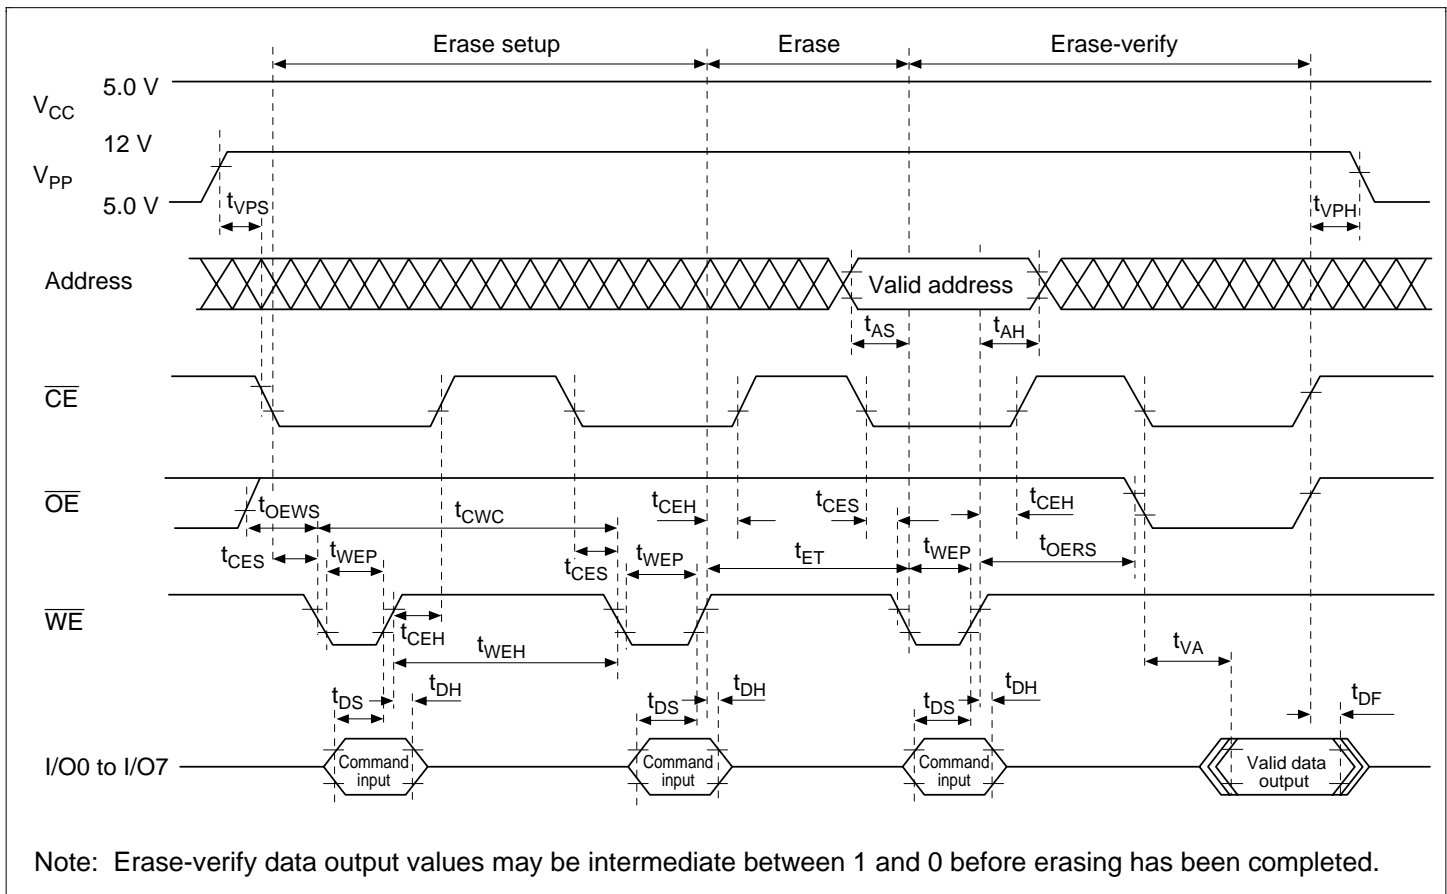 Erase setup Erase Erase-verify
5.0 V
VCC
12 V
VPP
5.0 V
tVPS tVPH
Address Valid address
tAS tAH
CE
OE
tOEWS tCWC tCEH tCES tCEH
tCES tWEP tCES tWEP tET tWEP tOERS
WE
tCEH
tWEH tVA
tDS tDH tDS tDH tDS tDH tDF
I/O0 to I/O7 Command input Command input Command input Valid data output
Note: Erase-verify data output values may be intermediate between 1 and 0 before erasing has been completed.